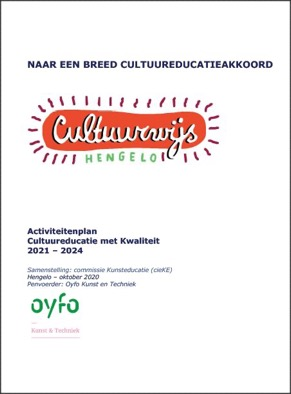 NAAR EEN BREED CULTUUREDUCATIEAKKOORD
Cultuurwijs
HENGELO
Activiteitenplan
Cultuureducatie met Kwaliteit
2021 – 2024
Samenstelling: commissie Kunsteducatie (cieKE)
Hengelo – oktober 2020
Penvoerder: Oyfo Kunst en Techniek
oyfo
Kunst & Techniek